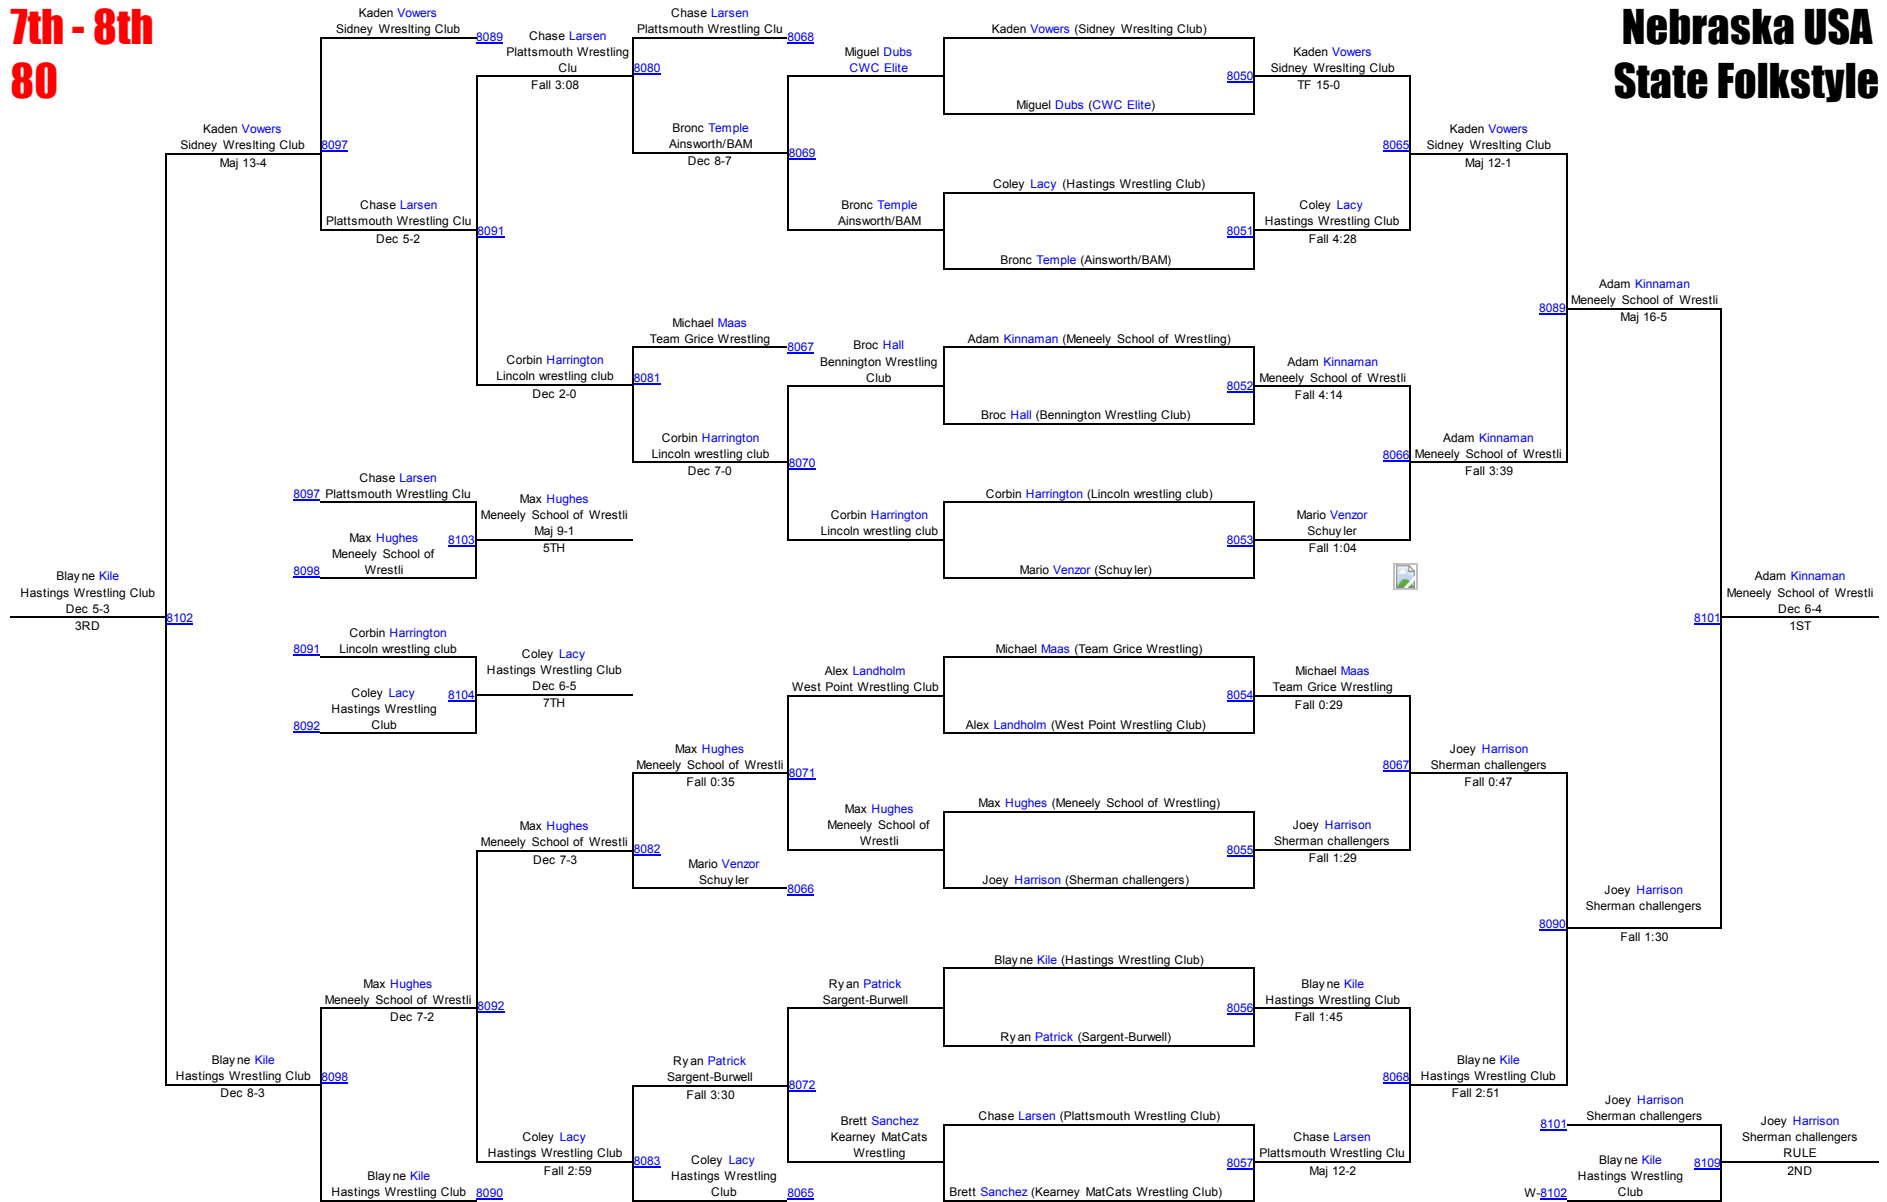 7th - 8th
80
Nebraska USA
State Folkstyle
Kaden Vowers
Sidney Wreslting Club
8089
Chase Larsen
Plattsmouth Wrestling
Clu
Fall 3:08
Chase Larsen
Plattsmouth Wrestling Clu
8068
8080
Miguel Dubs
CWC Elite
Kaden Vowers (Sidney Wreslting Club)
8050
Miguel Dubs (CWC Elite)
Kaden Vowers
Sidney Wreslting Club
TF 15-0
Kaden Vowers
Sidney Wreslting Club
Maj 13-4
8097
Bronc Temple
Ainsworth/BAM
Dec 8-7
8069
8065
Kaden Vowers
Sidney Wreslting Club
Maj 12-1
Chase Larsen
Plattsmouth Wrestling Clu
Dec 5-2
8091
Bronc Temple
Ainsworth/BAM
Coley Lacy (Hastings Wrestling Club)
8051
Bronc Temple (Ainsworth/BAM)
Coley Lacy
Hastings Wrestling Club
Fall 4:28
8089
Adam Kinnaman
Meneely School of Wrestli
Maj 16-5
Michael Maas
Team Grice Wrestling
8067
Corbin Harrington
Lincoln wrestling club
Dec 2-0
8081
Broc Hall
Bennington Wrestling
Club
Adam Kinnaman (Meneely School of Wrestling)
8052
Broc Hall (Bennington Wrestling Club)
Adam Kinnaman
Meneely School of Wrestli
Fall 4:14
Corbin Harrington
Lincoln wrestling club
Dec 7-0
8070
8066
Adam Kinnaman
Meneely School of Wrestli
Fall 3:39
Chase Larsen
8097 Plattsmouth Wrestling Clu
Max Hughes
Meneely School of Wrestli
Maj 9-1
5TH
Max Hughes
Meneely School of
Wrestli
8103
8098
Corbin Harrington
Lincoln wrestling club
Corbin Harrington (Lincoln wrestling club)
8053
Mario Venzor (Schuyler)
Mario Venzor
Schuyler
Fall 1:04
Blayne Kile
Hastings Wrestling Club
Dec 5-3
3RD
8102
8101
Adam Kinnaman
Meneely School of Wrestli
Dec 6-4
1ST
Corbin Harrington
8091 Lincoln wrestling club
Coley Lacy
Hastings Wrestling Club
Dec 6-5
7TH
Coley Lacy
Hastings Wrestling
Club
8104
8092
Alex Landholm
West Point Wrestling Club
Michael Maas (Team Grice Wrestling)
8054
Alex Landholm (West Point Wrestling Club)
Michael Maas
Team Grice Wrestling
Fall 0:29
Max Hughes
Meneely School of Wrestli
Fall 0:35
8071
8067
Joey Harrison
Sherman challengers
Fall 0:47
Max Hughes
Meneely School of Wrestli
Dec 7-3
8082
Max Hughes
Meneely School of
Wrestli
Max Hughes (Meneely School of Wrestling)
8055
Joey Harrison (Sherman challengers)
Joey Harrison
Sherman challengers
Fall 1:29
Mario Venzor
Schuyler
8066
8090
Joey Harrison
Sherman challengers
Fall 1:30
Max Hughes
Meneely School of Wrestli
Dec 7-2
8092
Ryan Patrick
Sargent-Burwell
Blayne Kile (Hastings Wrestling Club)
8056
Ryan Patrick (Sargent-Burwell)
Blayne Kile
Hastings Wrestling Club
Fall 1:45
Blayne Kile
Hastings Wrestling Club
Dec 8-3
8098
Ryan Patrick
Sargent-Burwell
Fall 3:30
8072
8068
Blayne Kile
Hastings Wrestling Club
Fall 2:51
Coley Lacy
Hastings Wrestling Club
Fall 2:59
8083
Brett Sanchez
Kearney MatCats
Wrestling
Chase Larsen (Plattsmouth Wrestling Club)
8057
Brett Sanchez (Kearney MatCats Wrestling Club)
Chase Larsen
Plattsmouth Wrestling Clu
Maj 12-2
Blayne Kile
Hastings Wrestling Club
8090
Coley Lacy
Hastings Wrestling
Club
8065
Joey Harrison
Sherman challengers
8101
Blayne Kile
Hastings Wrestling
Club
W-8102
8109
Joey Harrison
Sherman challengers
RULE
2ND